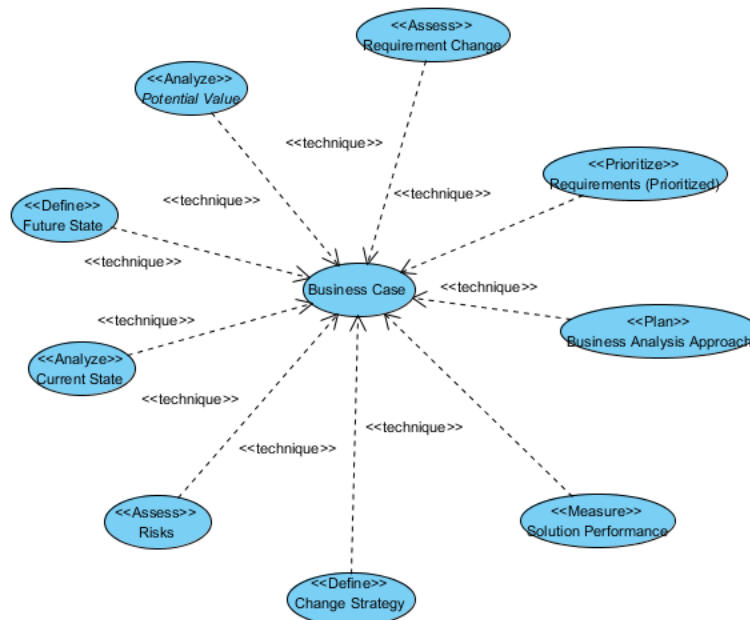 <<Assess>>
Requirement Change
<<Analyze>>
Potential Value
<<technique>>
<<Prioritize>>
Requirements (Prioritized)
<<technique>>
<<technique>>
<<Define>>
Future State
<<technique>>
Business Case
<<technique>>
<<technique>>
<<Plan>>
Business Analysis Approach
<<Analyze>>
Current State
<<technique>>
<<technique>>
<<technique>>
<<Assess>>
Risks
<<Measure>>
Solution Performance
<<Define>>
Change Strategy